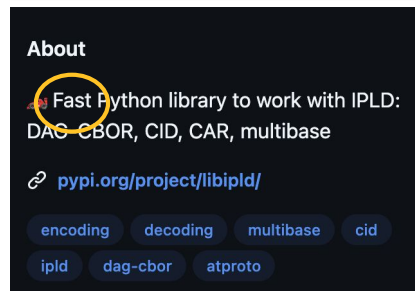 About
🏎️ Fast Python library to work with IPLD:
DAG-CBOR, CID, CAR, multibase
pypi.org/project/libipld/
encoding decoding multibase cid
ipld dag-cbor atproto